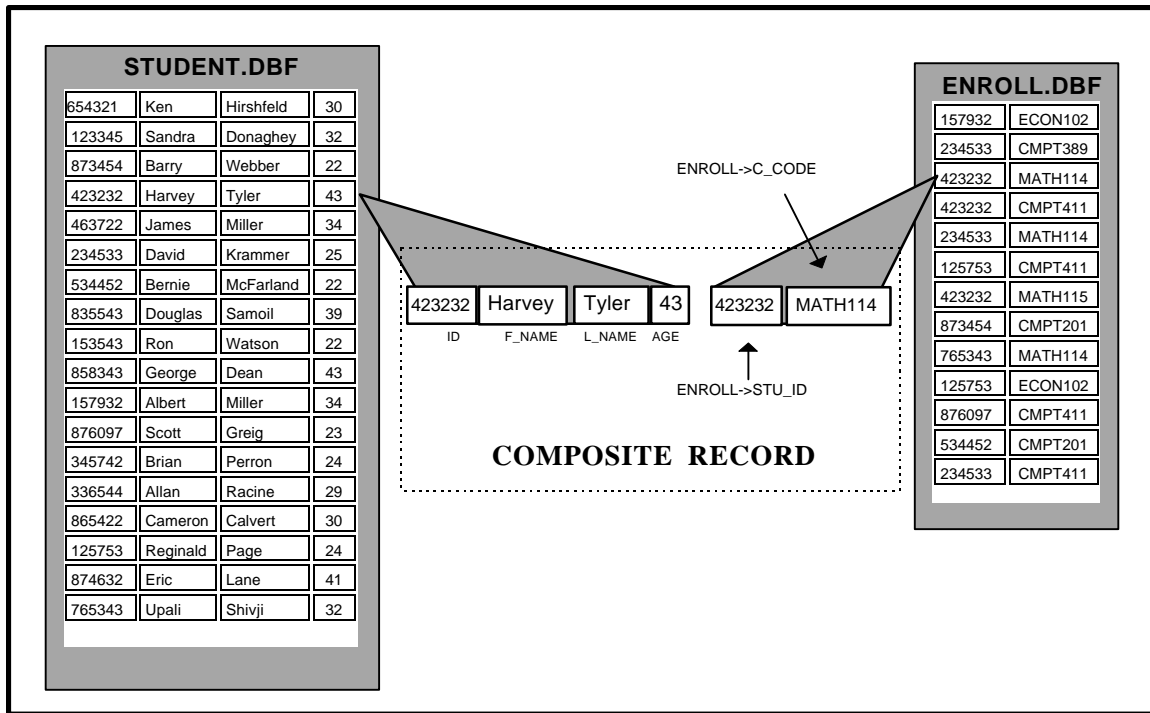 STUDENT.DBF
654321 Ken Hirshfeld 30
123345 Sandra Donaghey 32
873454 Barry Webber 22
423232 Harvey Tyler 43
463722 James Miller 34
234533 David Krammer 25
534452 Bernie McFarland 22
835543 Douglas Samoil 39
153543 Ron Watson 22
858343 George Dean 43
157932 Albert Miller 34
876097 Scott Greig 23
345742 Brian Perron 24
336544 Allan Racine 29
865422 Cameron Calvert 30
125753 Reginald Page 24
874632 Eric Lane 41
765343 Upali Shivji 32
ENROLL->C_CODE
423232 Harvey Tyler 43 423232 MATH114
ID F_NAME L_NAME AGE
ENROLL->STU_ID
COMPOSITE RECORD
ENROLL.DBF
157932 ECON102
234533 CMPT389
423232 MATH114
423232 CMPT411
234533 MATH114
125753 CMPT411
423232 MATH115
873454 CMPT201
765343 MATH114
125753 ECON102
876097 CMPT411
534452 CMPT201
234533 CMPT411